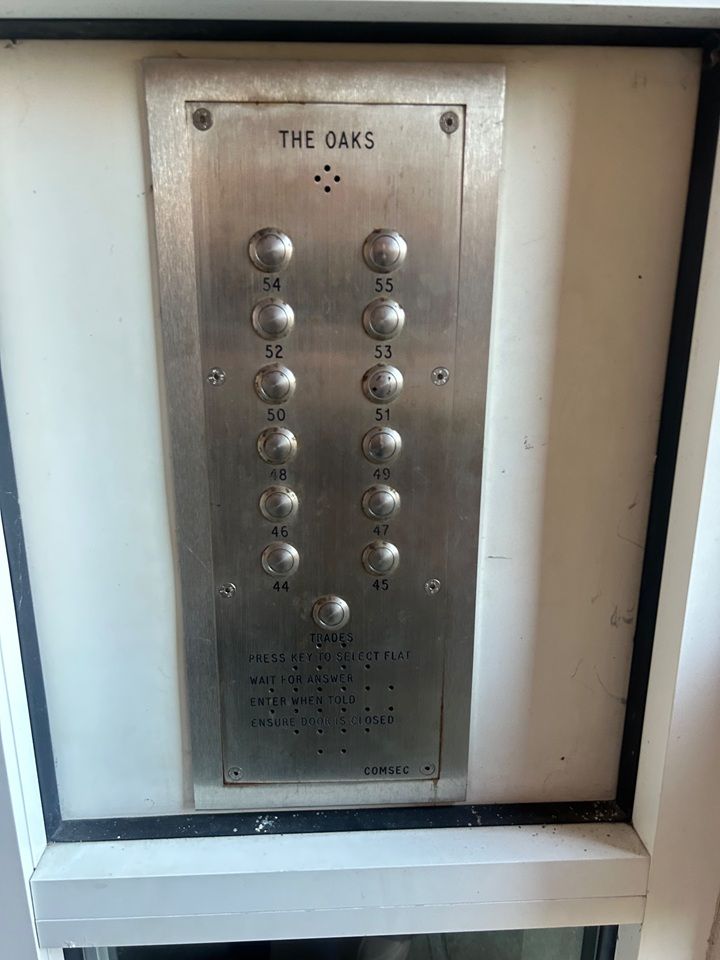 THE OAKS
54 55
52 53
50 51
48 49
46 47
44 45
TRADES
PRESS KEY TO SELECT FLAT
WAIT FOR ANSWER
ENTER WHEN TOLD
ENSURE DOOR IS CLOSED
COMSEC